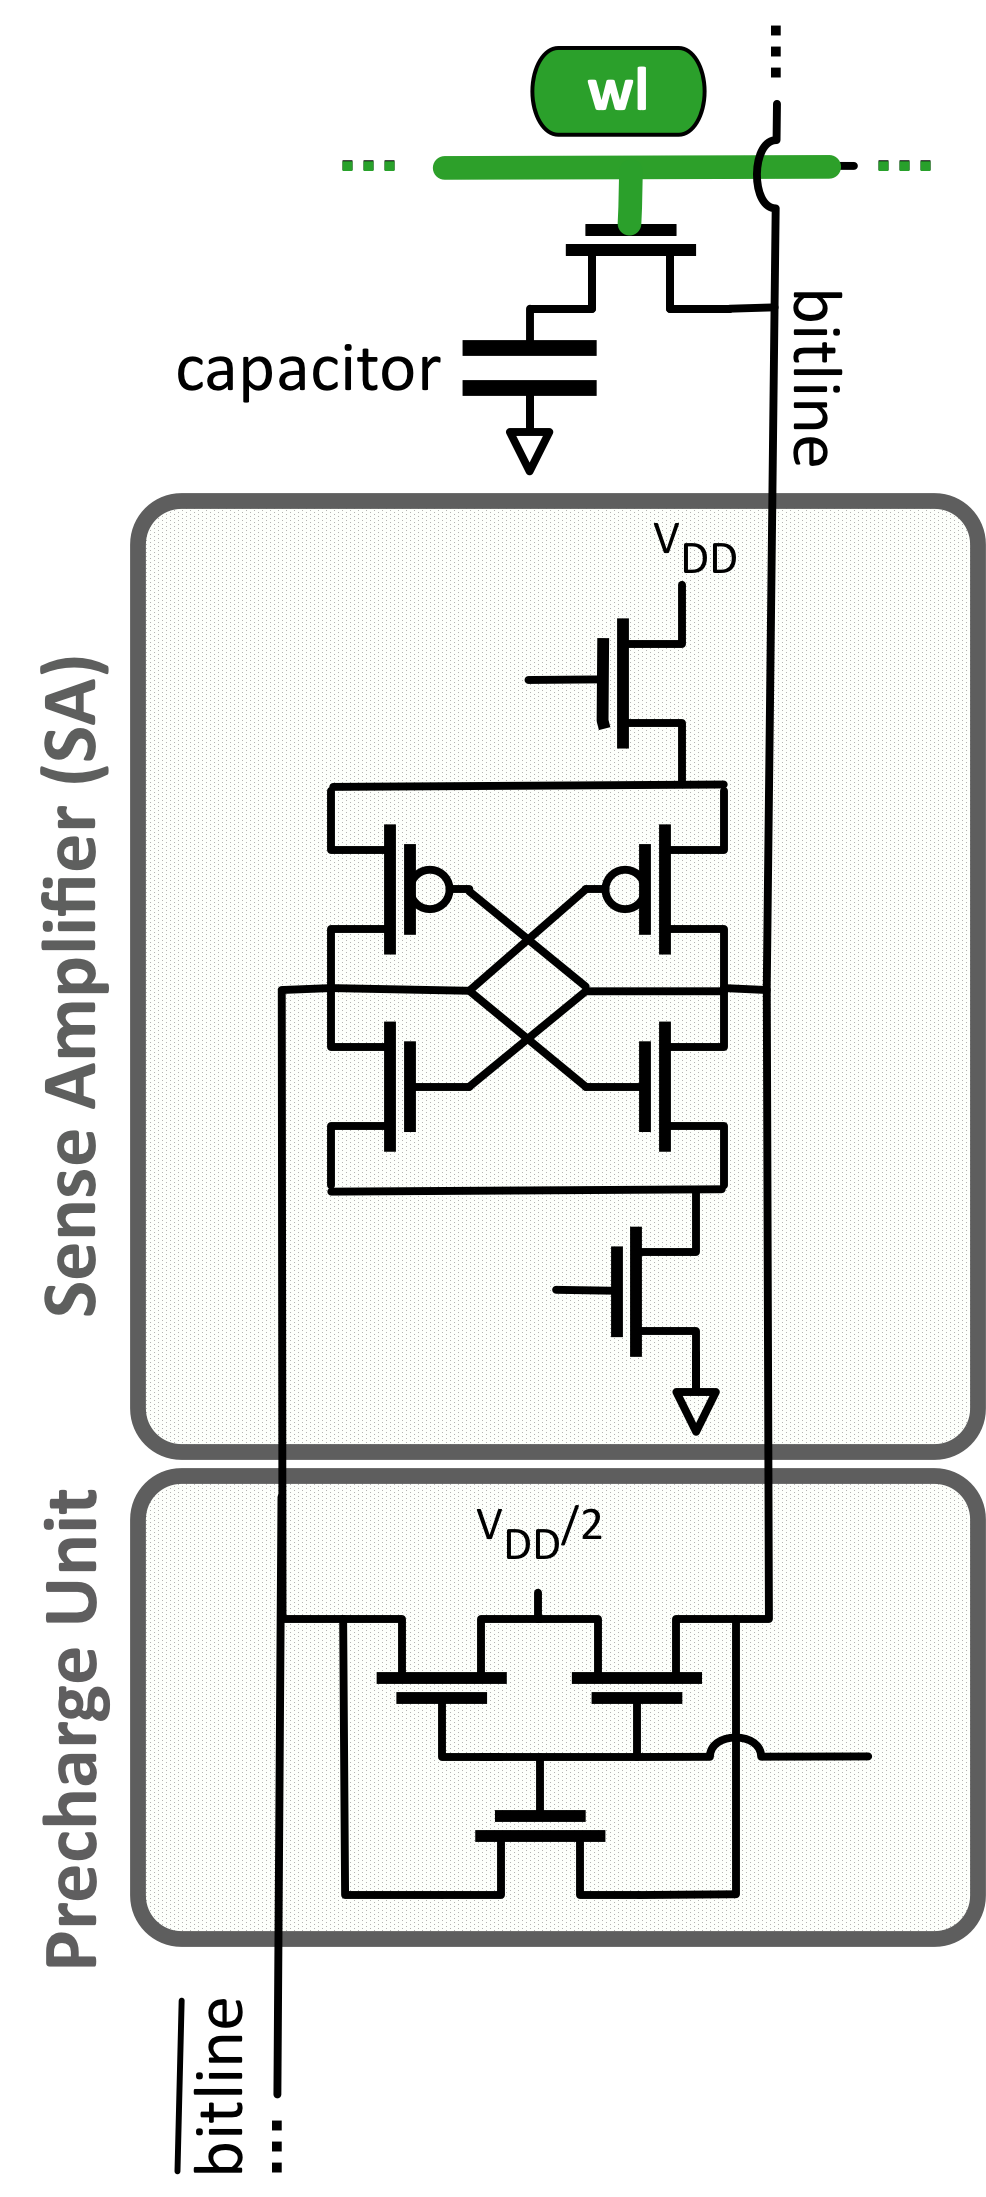 wl
bitline
capacitor
VDD
Sense Amplifier (SA)
VDD/2
Precharge Unit
bitline